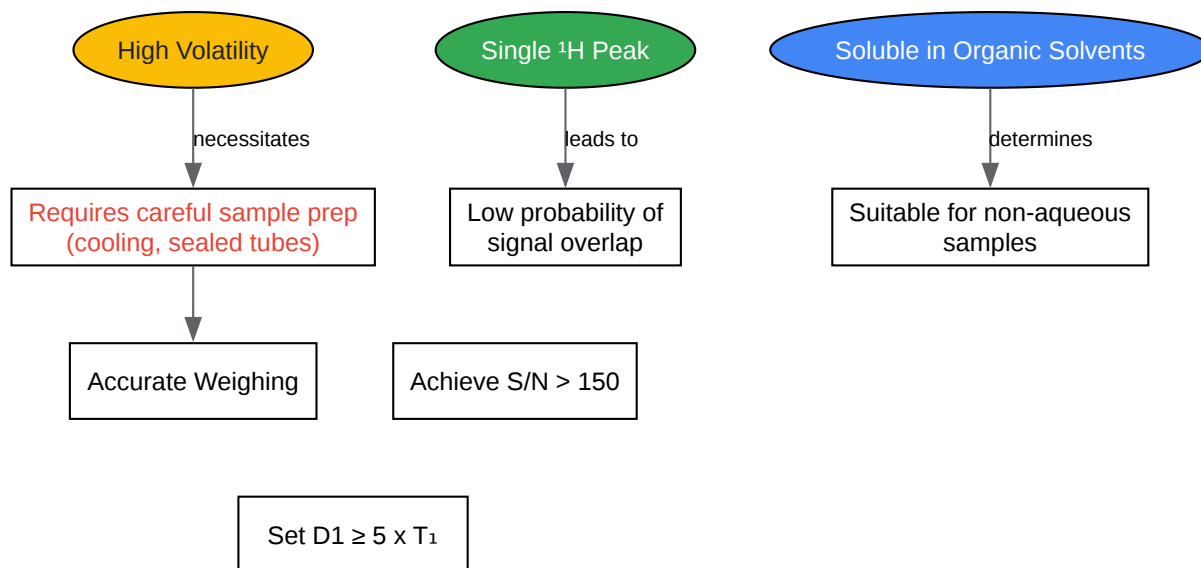 High Volatility
Single ¹H Peak
Soluble in Organic Solvents
necessitates
leads to
determines
Requires careful sample prep
(cooling, sealed tubes)
Low probability of
signal overlap
Suitable for non-aqueous
samples
Accurate Weighing
Achieve S/N > 150
Set D1 ≥ 5 x T₁